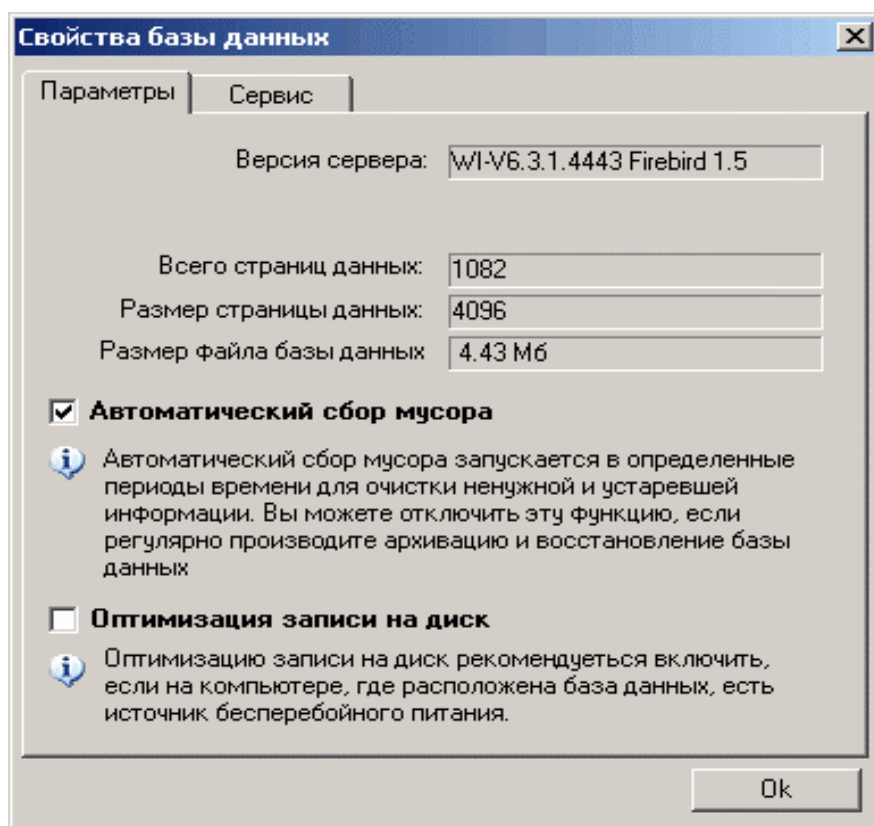 Свойства базы данных
Параметры Сервис
Версия сервера: WI-V6.3.1.4443 Firebird 1.5
Всего страниц данных: 1082
Размер страницы данных: 4096
Размер файла базы данных 4.43 Мб
Автоматический сбор мусора
Автоматический сбор мусора запускается в определенные
периоды времени для очистки ненужной и устаревшей
информации. Вы можете отключить эту функцию, если
регулярно производите архивацию и восстановление базы
данных
Оптимизация записи на диск
Оптимизацию записи на диск рекомендуеться включить,
если на компьютере, где расположена база данных, есть
источник бесперебойного питания.
Ok